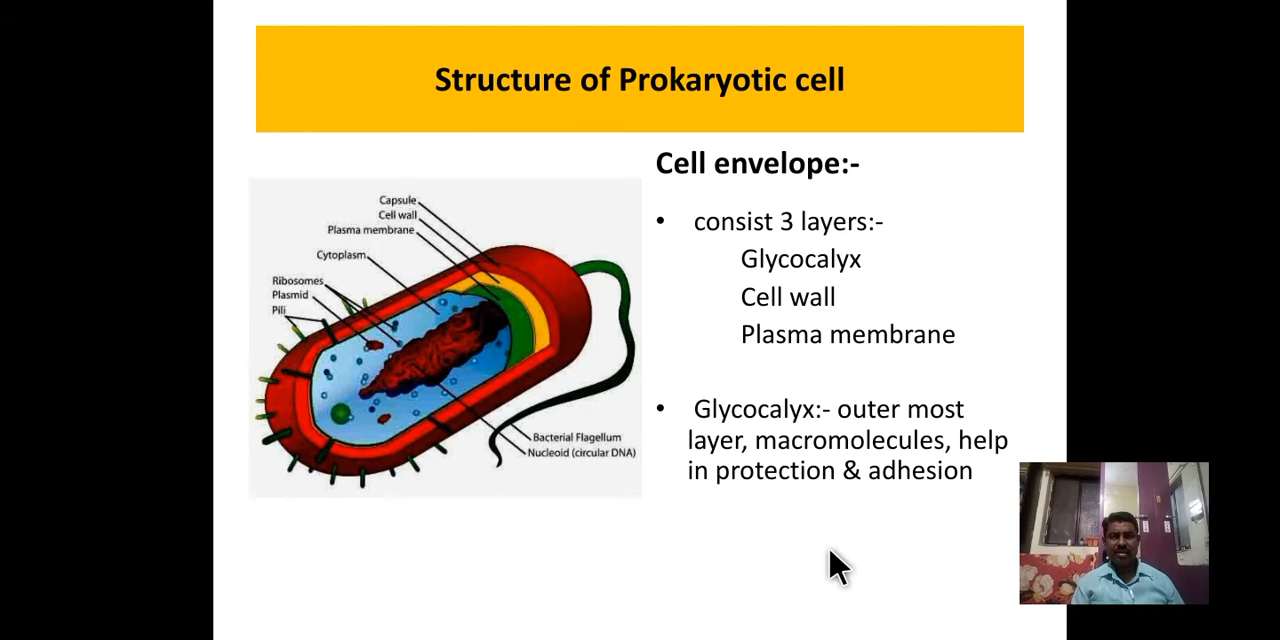 Structure of Prokaryotic cell
Capsule
Cell wall
Plasma membrane
Cytoplasm
Ribosomes
Plasmid
Pili
Bacterial Flagellum
Nucleoid (circular DNA)
Cell envelope:-
• consist 3 layers:-
Glycocalyx
Cell wall
Plasma membrane
• Glycocalyx:- outer most
layer, macromolecules, help
in protection & adhesion